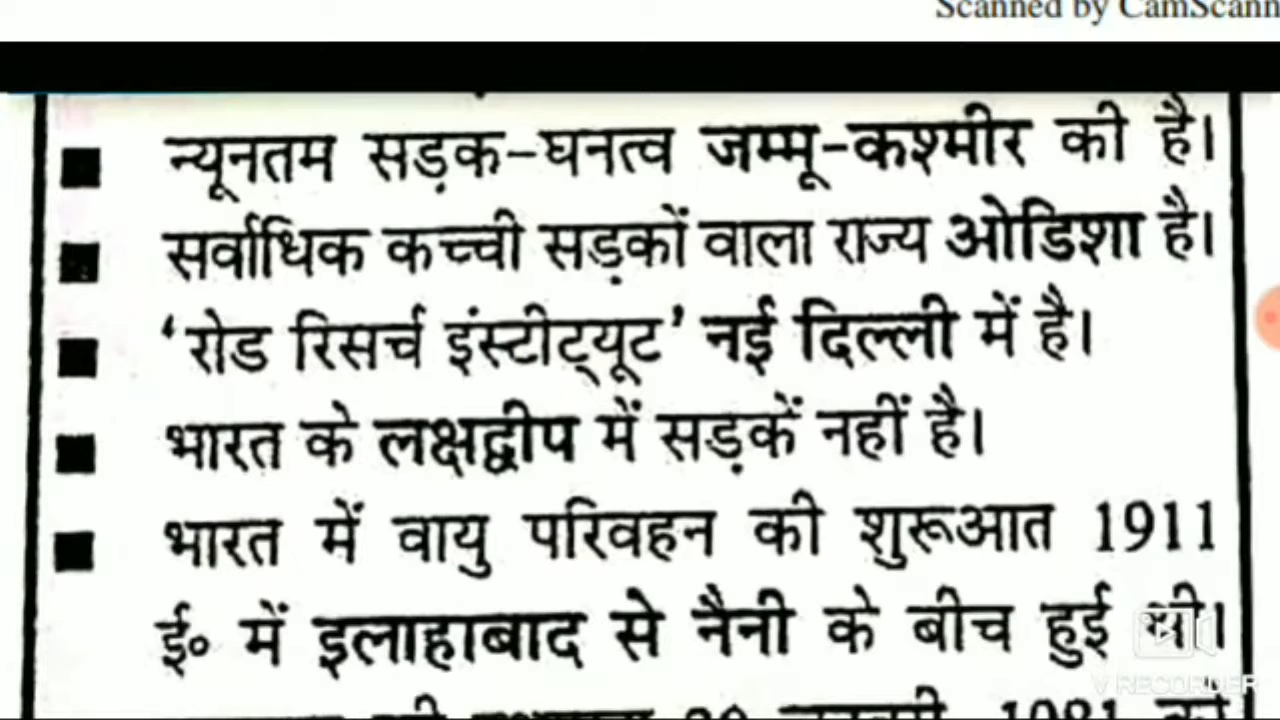 Scanned by CamScann
■ न्यूनतम सड़क-घनत्व जम्मू-कश्मीर की है।
■ सर्वाधिक कच्ची सड़कों वाला राज्य ओडिशा है।
■ ‘रोड रिसर्च इंस्टीट्यूट’ नई दिल्ली में है।
■ भारत के लक्षद्वीप में सड़कें नहीं है।
■ भारत में वायु परिवहन की शुरूआत 1911
ई॰ में इलाहाबाद से नैनी के बीच हुई थी।
V RECORDER